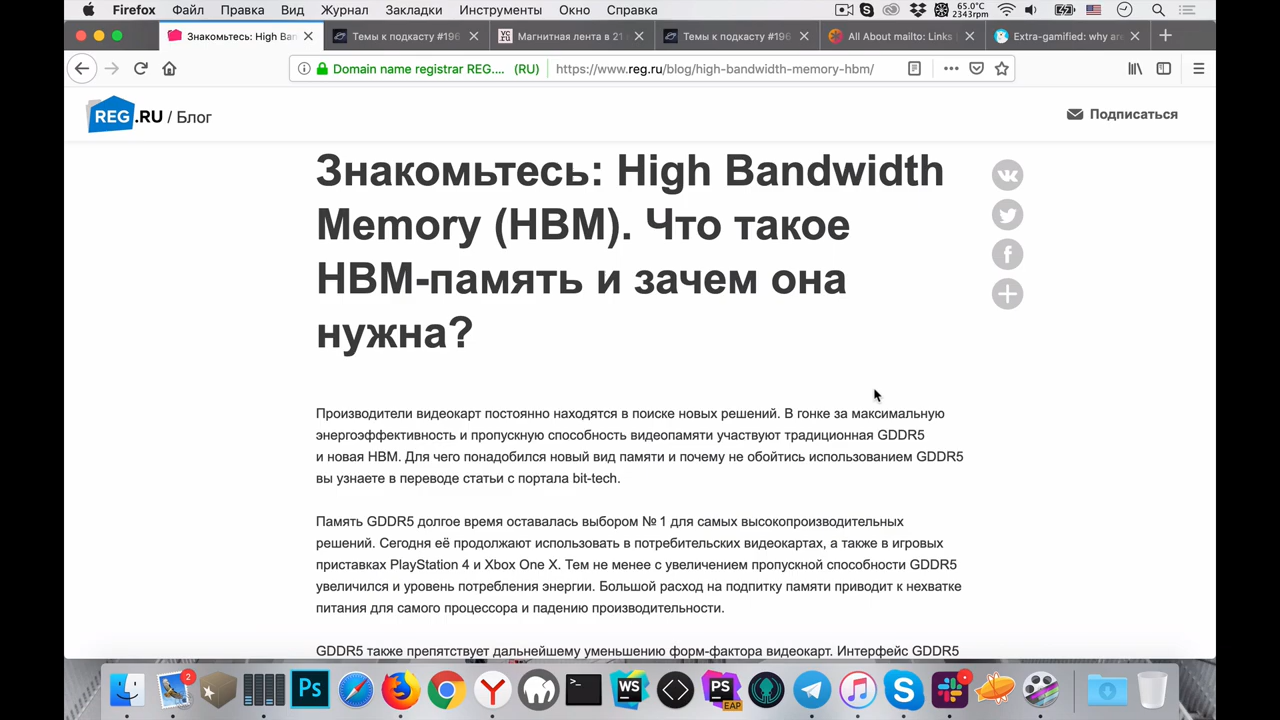 Firefox Файл Правка Вид Журнал Закладки Инструменты Окно Справка 65.0°C 2343rpm
Знакомьтесь: High Ban Темы к подкасту #196 Магнитная лента в 21 Темы к подкасту #196 All About mailto: Links Extra-gamified: why are
Domain name registrar REG.... (RU) https://www.reg.ru/blog/high-bandwidth-memory-hbm/
REG.RU / Блог Подписаться
Знакомьтесь: High Bandwidth
Memory (HBM). Что такое
HBM-память и зачем она
нужна?
Производители видеокарт постоянно находятся в поиске новых решений. В гонке за максимальную
энергоэффективность и пропускную способность видеопамяти участвуют традиционная GDDR5
и новая HBM. Для чего понадобился новый вид памяти и почему не обойтись использованием GDDR5
вы узнаете в переводе статьи с портала bit-tech.
Память GDDR5 долгое время оставалась выбором № 1 для самых высокопроизводительных
решений. Сегодня её продолжают использовать в потребительских видеокартах, а также в игровых
приставках PlayStation 4 и Xbox One X. Тем не менее с увеличением пропускной способности GDDR5
увеличился и уровень потребления энергии. Большой расход на подпитку памяти приводит к нехватке
питания для самого процессора и падению производительности.
GDDR5 также препятствует дальнейшему уменьшению форм-фактора видеокарт. Интерфейс GDDR5
2 Ps WS PS EAP